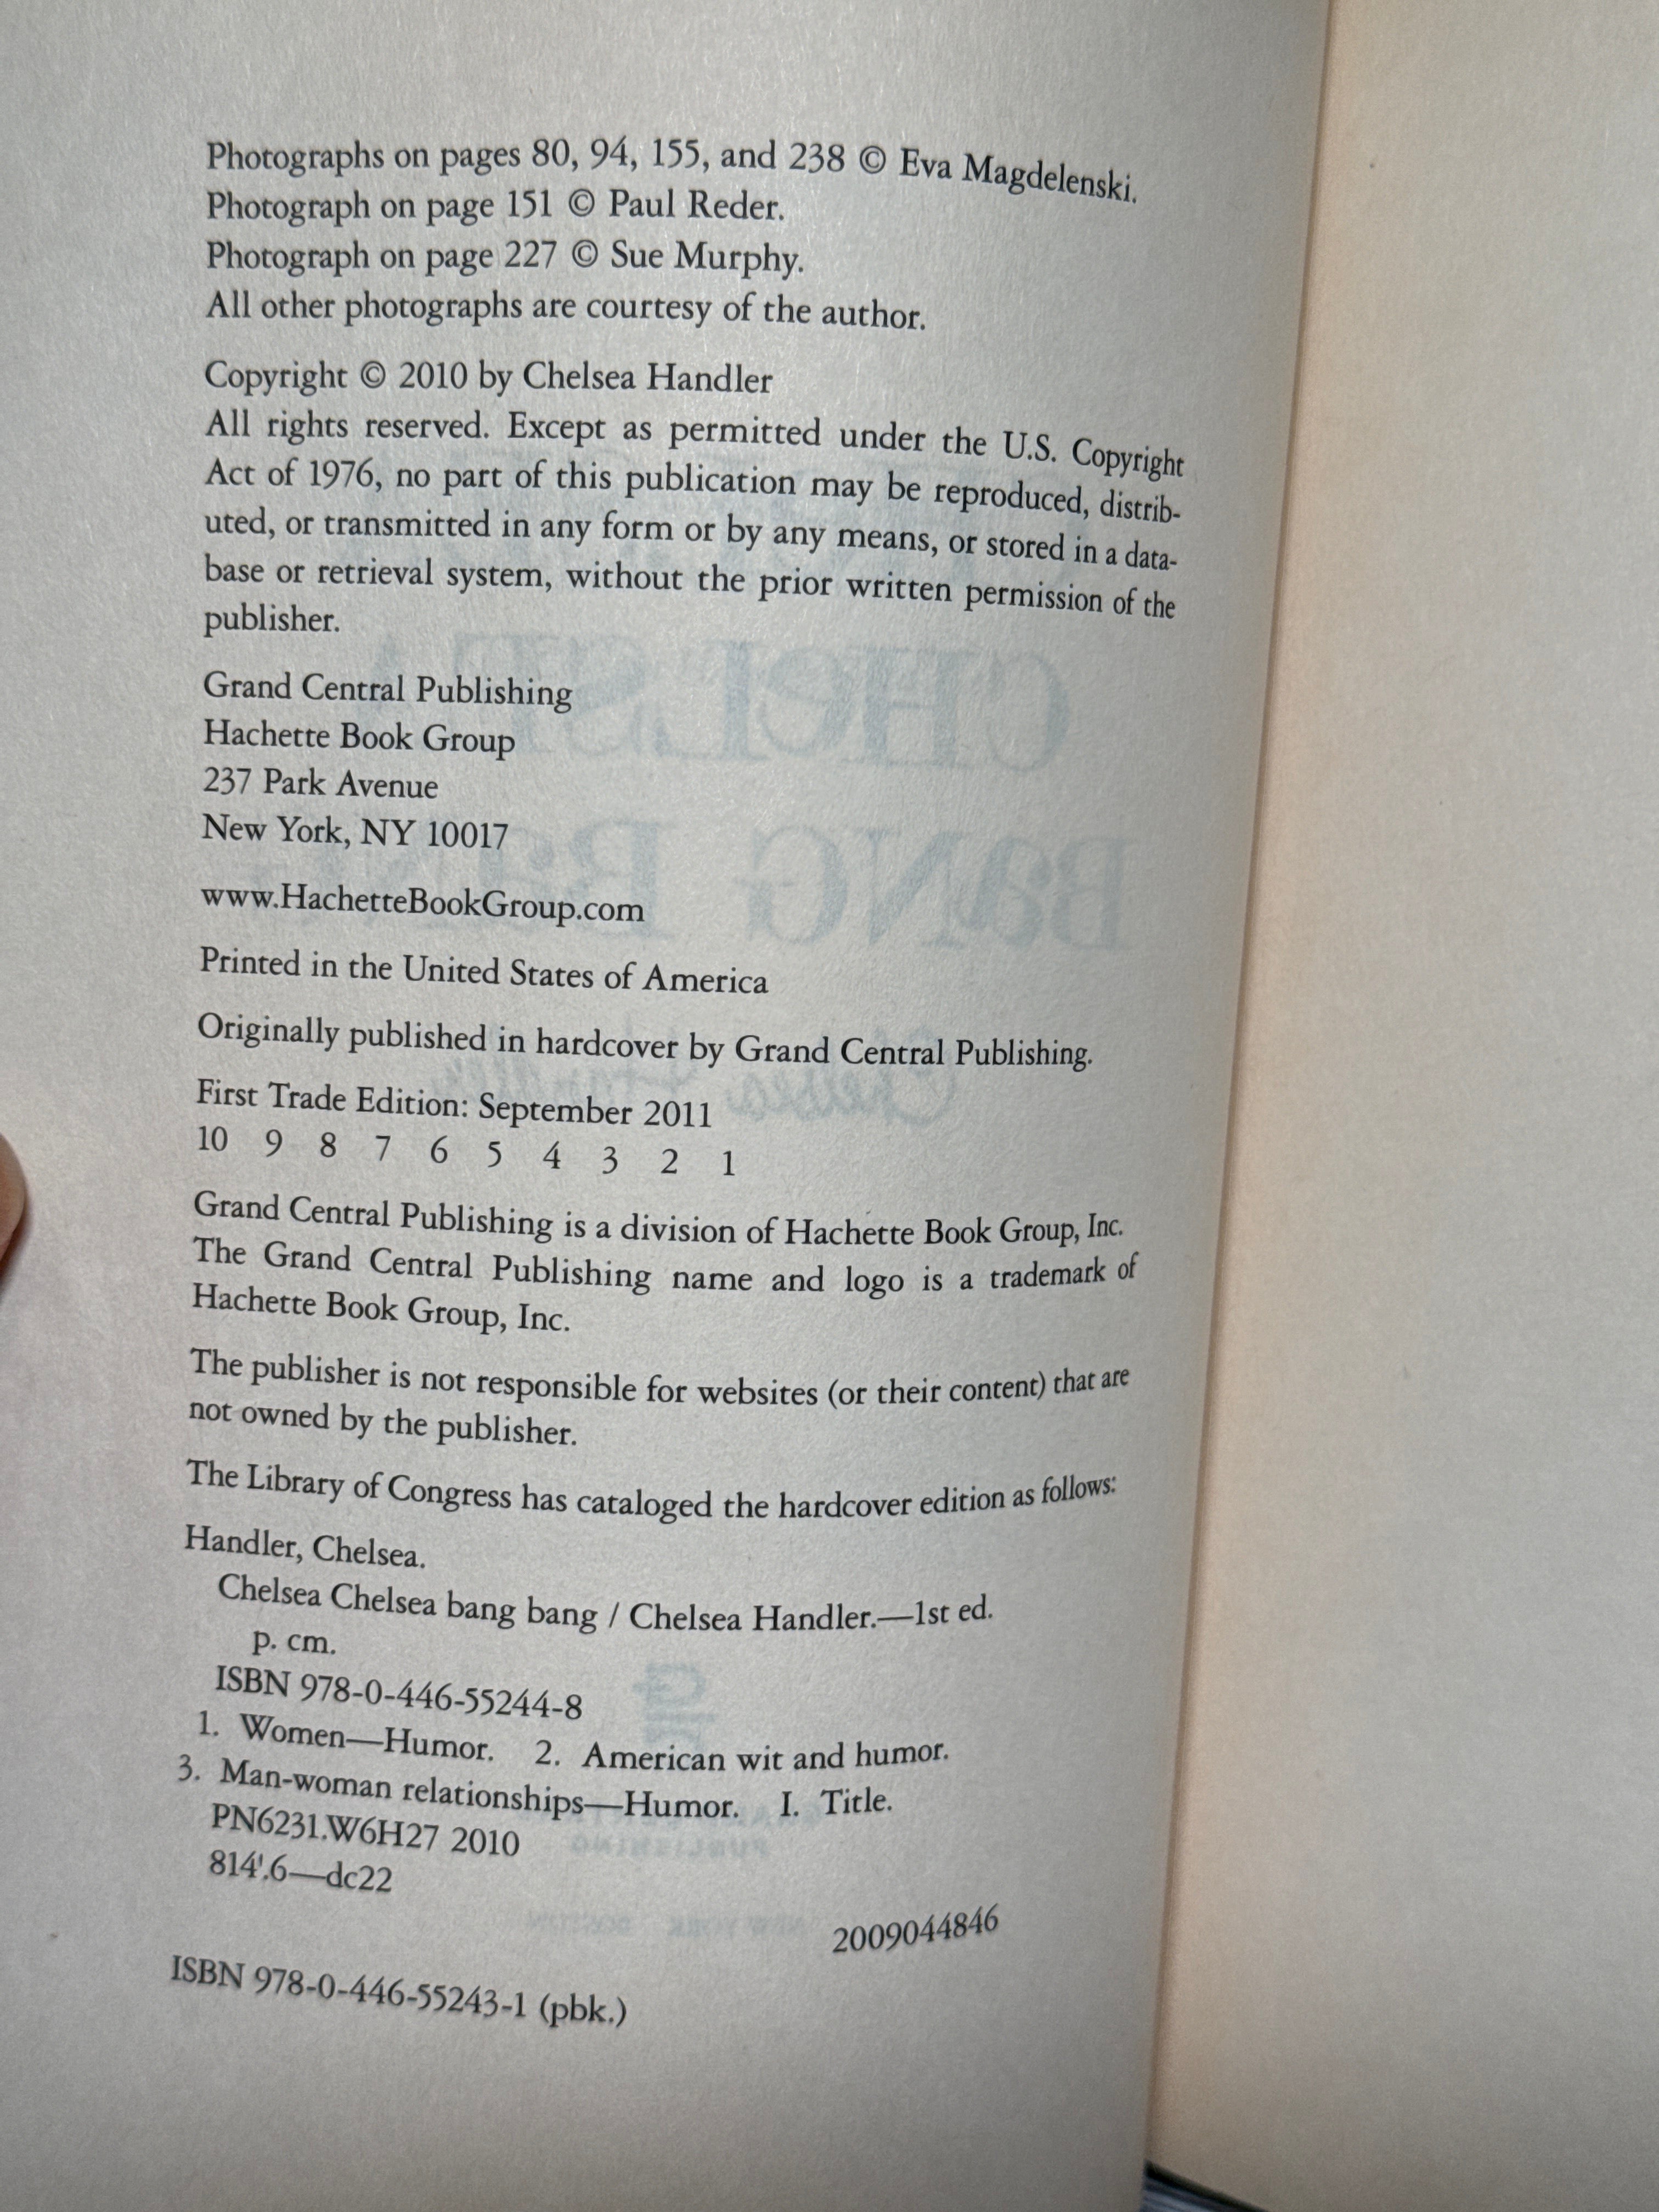 Photographs on pages 80, 94, 155, and 238 © Eva Magdelenski.
Photograph on page 151 © Paul Reder.
Photograph on page 227 © Sue Murphy.
All other photographs are courtesy of the author.
Copyright © 2010 by Chelsea Handler
All rights reserved. Except as permitted under the U.S. Copyright
Act of 1976, no part of this publication may be reproduced, distrib-
uted, or transmitted in any form or by any means, or stored in a data-
base or retrieval system, without the prior written permission of the
publisher.
Grand Central Publishing
Hachette Book Group
237 Park Avenue
New York, NY 10017
www.HachetteBookGroup.com
Printed in the United States of America
Originally published in hardcover by Grand Central Publishing.
First Trade Edition: September 2011
10 9 8 7 6 5 4 3 2 1
Grand Central Publishing is a division of Hachette Book Group, Inc.
The Grand Central Publishing name and logo is a trademark of
Hachette Book Group, Inc.
The publisher is not responsible for websites (or their content) that are
not owned by the publisher.
The Library of Congress has cataloged the hardcover edition as follows:
Handler, Chelsea.
Chelsea Chelsea bang bang / Chelsea Handler.—1st ed.
p. cm.
ISBN 978-0-446-55244-8
1. Women—Humor. 2. American wit and humor.
3. Man-woman relationships—Humor. I. Title.
PN6231.W6H27 2010
814'.6—dc22
2009044846
ISBN 978-0-446-55243-1 (pbk.)